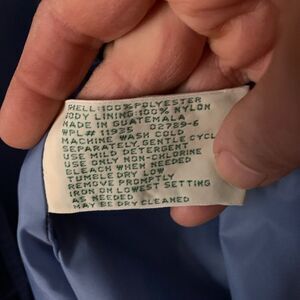 SHELL:100% POLYESTER
BODY LINING:100% NYLON
MADE IN GUATEMALA
WPL# 11935 02789-6
MACHINE WASH COLD
SEPARATELY, GENTLE CYCL
USE MILD DETERGENT
USE ONLY NON-CHLORINE
BLEACH WHEN NEEDED
TUMBLE DRY LOW
REMOVE PROMPTLY
IRON ON LOWEST SETTING
AS NEEDED
MAY BE DRY CLEANED